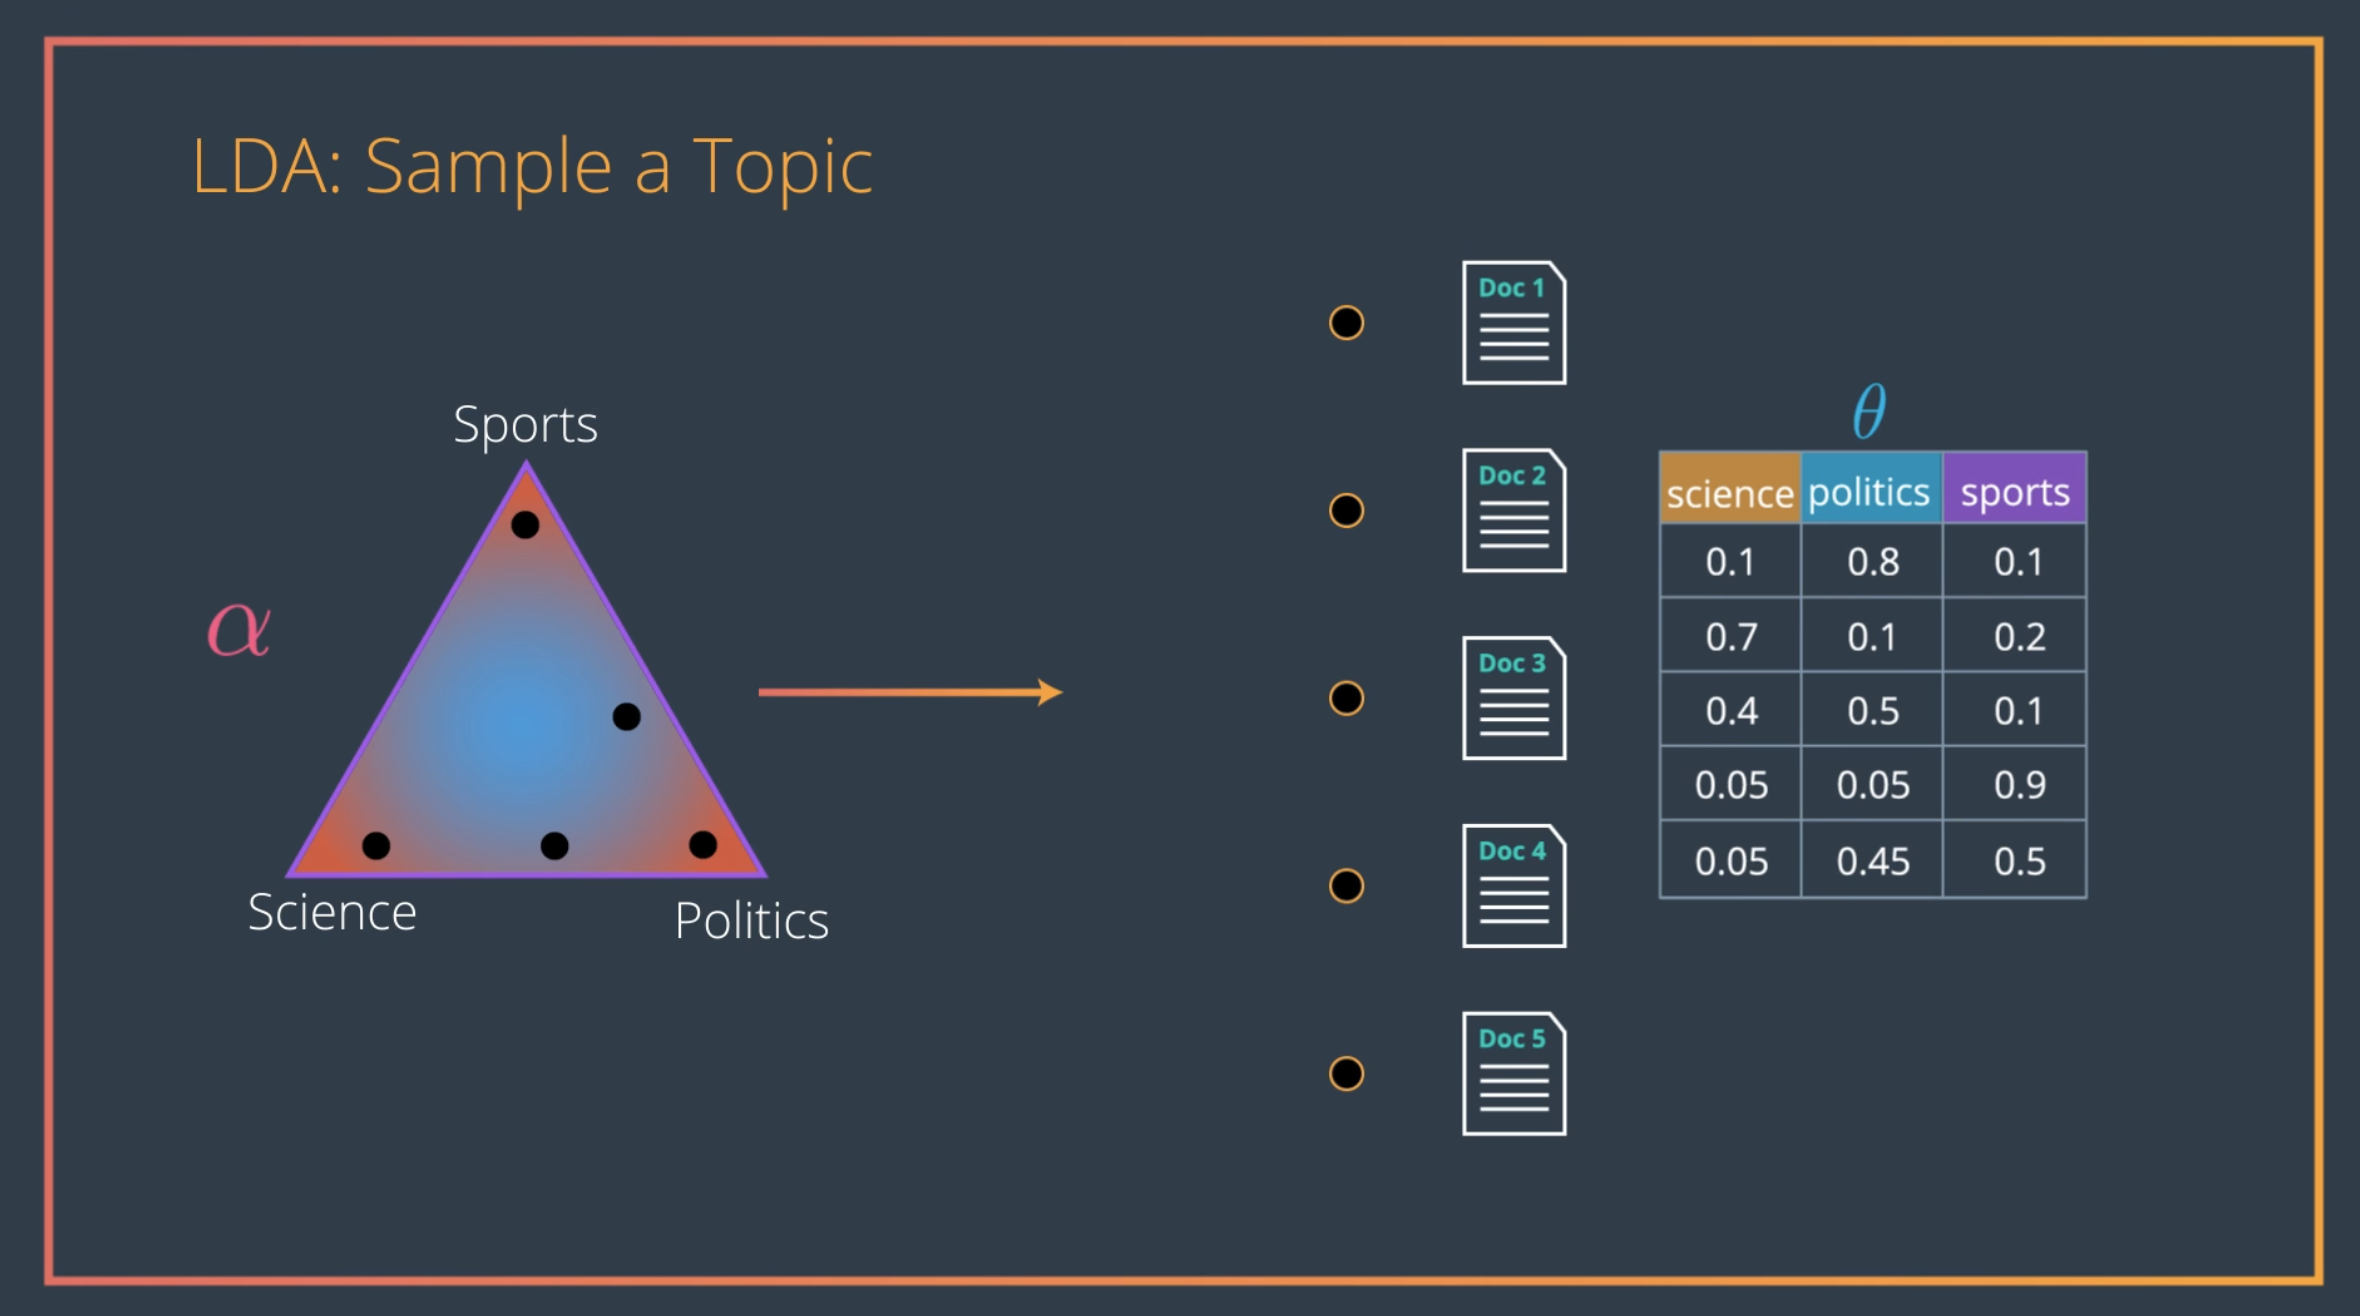 LDA: Sample a Topic
Sports
α
Science
Politics
Doc 1
Doc 2
Doc 3
Doc 4
Doc 5
θ
science politics sports
0.1 0.8 0.1
0.7 0.1 0.2
0.4 0.5 0.1
0.05 0.05 0.9
0.05 0.45 0.5